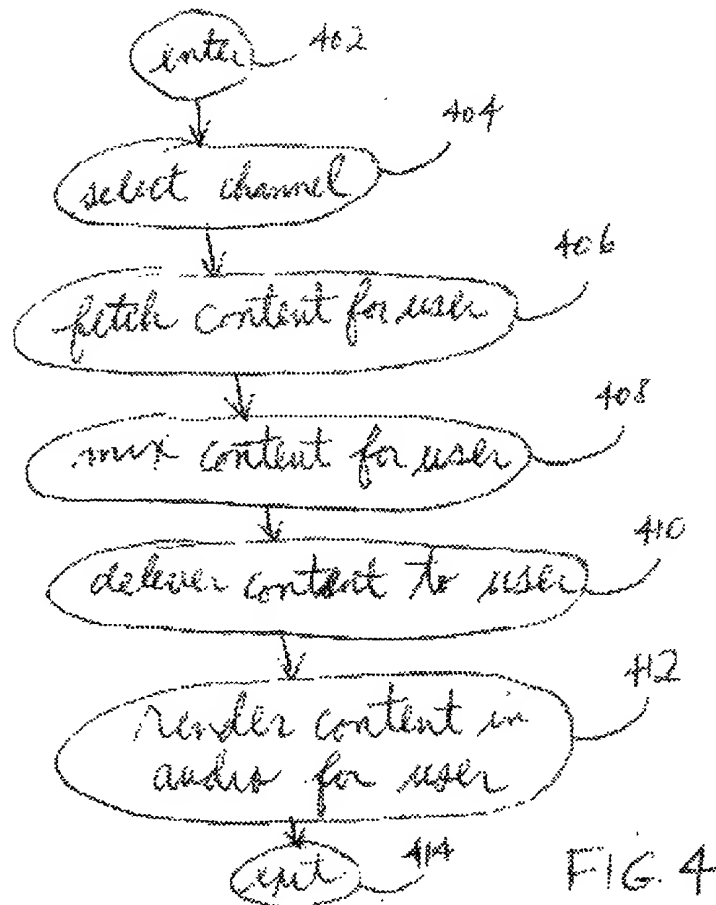 enter 402
select channel 404
fetch content for user 406
mix content for user 408
deliver content to user 410
render content in
audio for user 412
exit 414
FIG. 4